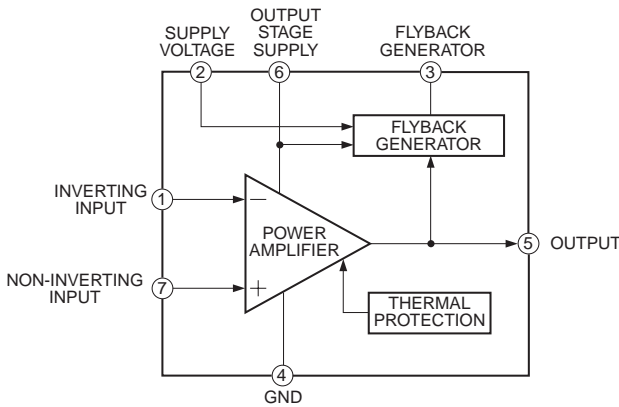 SUPPLY
VOLTAGE
OUTPUT
STAGE
SUPPLY
FLYBACK
GENERATOR
2
6
3
FLYBACK
GENERATOR
INVERTING
INPUT
1
−
POWER
AMPLIFIER
5
OUTPUT
NON-INVERTING
INPUT
7
+
THERMAL
PROTECTION
4
GND